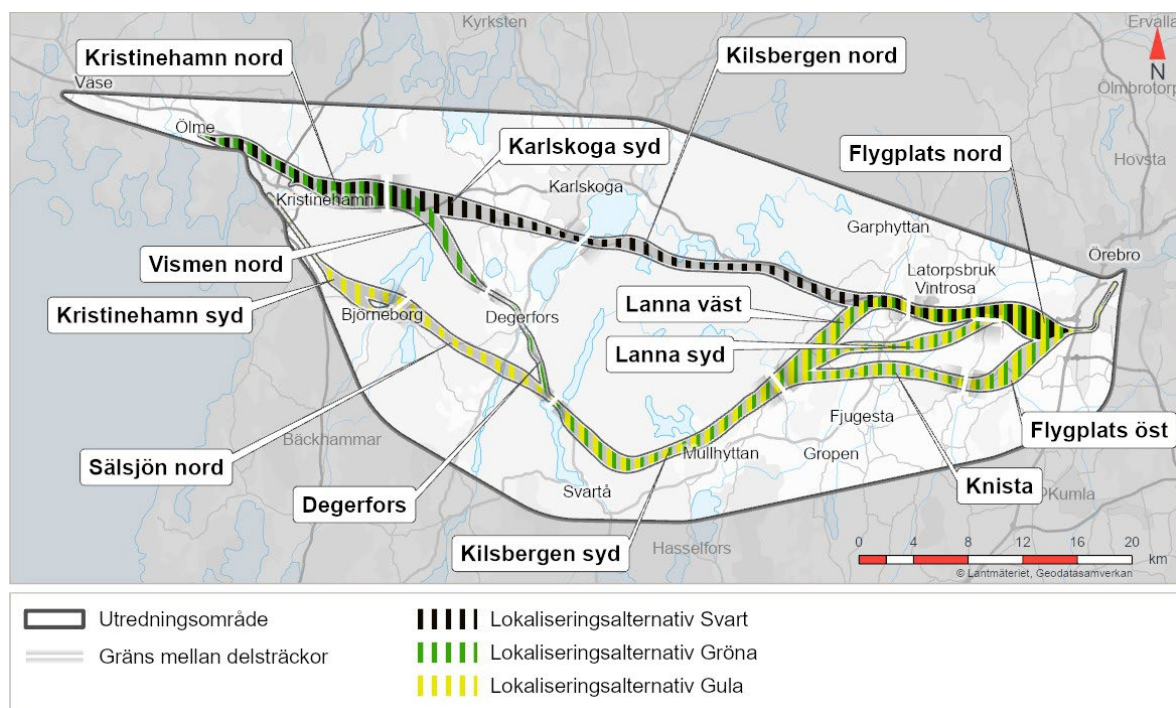 Kyrksten
Ervalla
Kristinehamn nord
Kilsbergen nord
N
Väse
Ölmbrotorp
Ölme
Karlskoga syd
Flygplats nord
Hovsta
Karlskoga
Kristinehamn
Garphyttan
Örebro
Vismen nord
Latorpsbruk
Vintrosa
Lanna väst
Kristinehamn syd
Björneborg
Degerfors
Lanna syd
Fjugesta
Flygplats öst
Bäckhammar
Mullhyttan
Gropen
Sälsjön nord
Knista
Svartå
Kumla
Degerfors
Kilsbergen syd
Hasselfors
0 4 8 12 16 20
km
© Lantmäteriet, Geodatasamverkan
Utredningsområde
Gräns mellan delsträckor
Lokaliseringsalternativ Svart
Lokaliseringsalternativ Gröna
Lokaliseringsalternativ Gula